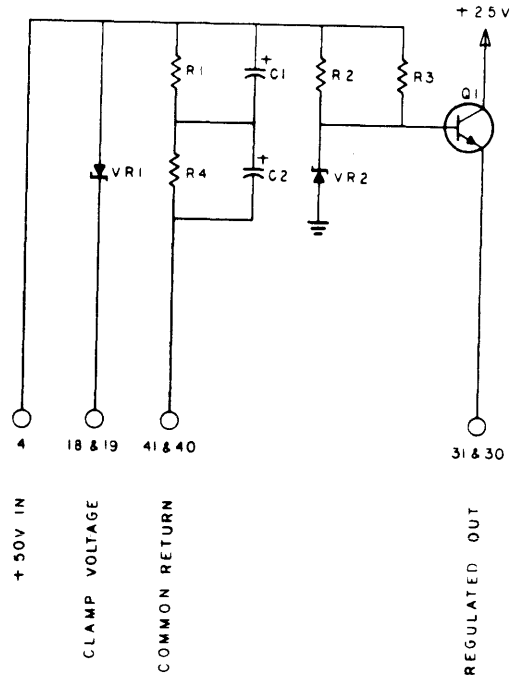 +25V
R1
+
C1
R2
R3
Q1
VR1
R4
+
C2
VR2
4
18 & 19
41 & 40
31 & 30
+50V IN
CLAMP VOLTAGE
COMMON RETURN
REGULATED OUT